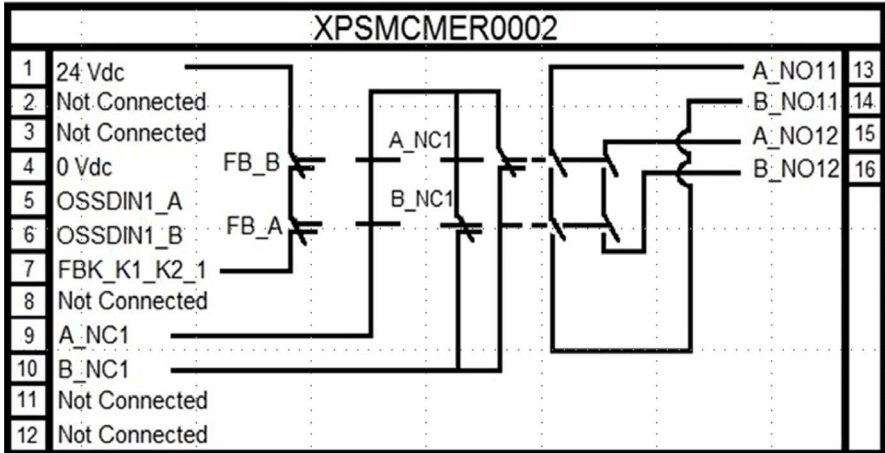 XPSMCMER0002
1 24 Vdc
2 Not Connected
3 Not Connected
4 0 Vdc
5 OSSDIN1_A
6 OSSDIN1_B
7 FBK_K1_K2_1
8 Not Connected
9 A_NC1
10 B_NC1
11 Not Connected
12 Not Connected
FB_B
FB_A
A_NC1
B_NC1
A_NO11 13
B_NO11 14
A_NO12 15
B_NO12 16